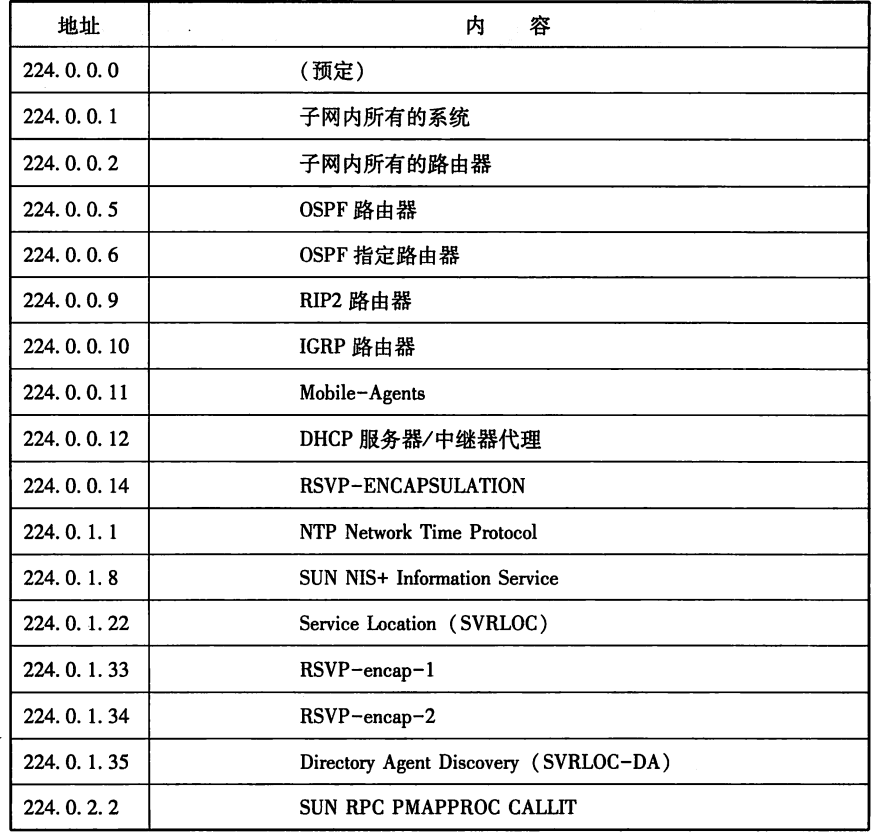 地址 内 容
224. 0. 0. 0 (预定)
224. 0. 0. 1 子网内所有的系统
224. 0. 0. 2 子网内所有的路由器
224. 0. 0. 5 OSPF 路由器
224. 0. 0. 6 OSPF 指定路由器
224. 0. 0. 9 RIP2 路由器
224. 0. 0. 10 IGRP 路由器
224. 0. 0. 11 Mobile-Agents
224. 0. 0. 12 DHCP 服务器/中继器代理
224. 0. 0. 14 RSVP-ENCAPSULATION
224. 0. 1. 1 NTP Network Time Protocol
224. 0. 1. 8 SUN NIS+ Information Service
224. 0. 1. 22 Service Location (SVRLOC)
224. 0. 1. 33 RSVP-encap-1
224. 0. 1. 34 RSVP-encap-2
224. 0. 1. 35 Directory Agent Discovery (SVRLOC-DA)
224. 0. 2. 2 SUN RPC PMAPPROC CALLIT